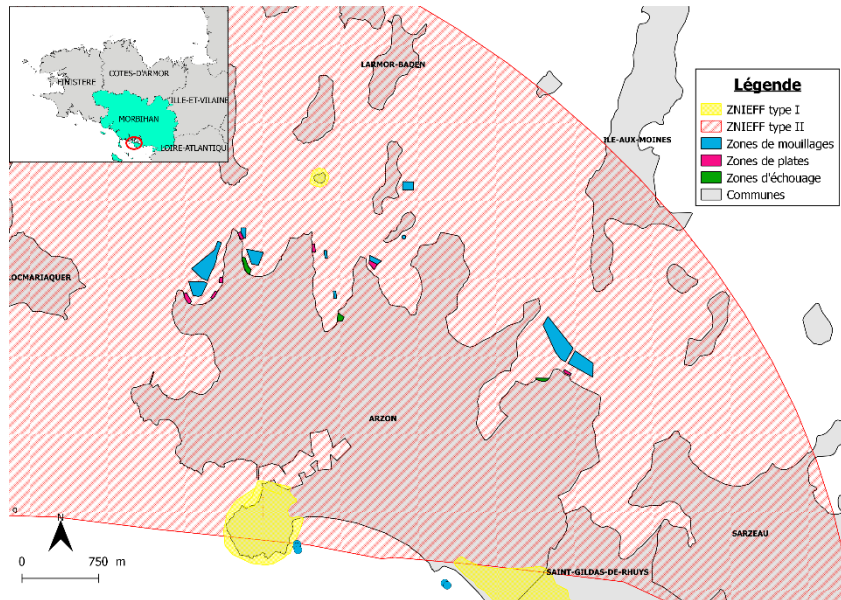 FINISTERE
COTES-D'ARMOR
ILLE-ET-VILAINE
MORBIHAN
LOIRE-ATLANTIQU
LARMOR-BADEN
ILE-AUX-MOINES
Légende
ZNIEFF type I
ZNIEFF type II
Zones de mouillages
Zones de plates
Zones d'échouage
Communes
LOCMARIAQUER
ARZON
SARZEAU
SAINT-GILDAS-DE-RHUYS
N
0 750 m